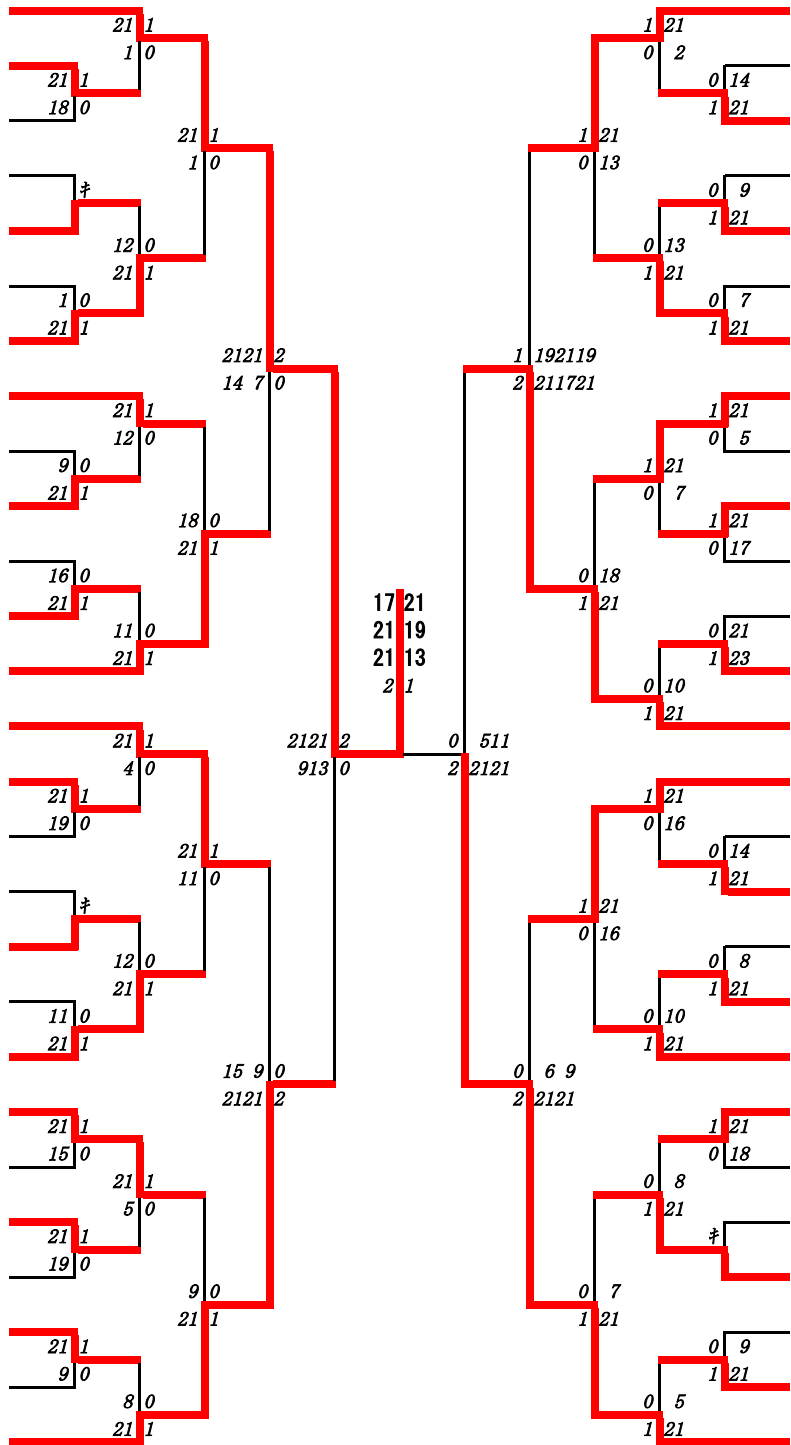 21 1 1 21
1 0 0 2
21 1 0 14
18 0 1 21
21 1 1 21
1 0 0 13
ｷ 0 9
1 21
12 0 0 13
21 1 1 21
1 0 0 7
21 1 1 21
2121 2 1 192119
14 7 0 2 211721
21 1 1 21
12 0 0 5
9 0 1 21
21 1 0 7
18 0 1 21
21 1 0 17
16 0 0 18
21 1 17 21 1 21
11 0 21 19 0 21
21 1 21 13 1 23
2 1 0 10
1 21
21 1 2121 2 0 511
4 0 913 0 2 2121
21 1 1 21
19 0 0 16
21 1 0 14
11 0 1 21
ｷ 1 21
0 16
12 0 0 8
21 1 1 21
11 0 0 10
21 1 1 21
15 9 0 0 6 9
2121 2 2 2121
21 1 1 21
15 0 0 18
21 1 0 8
5 0 1 21
21 1 ｷ
19 0
9 0 0 7
21 1 1 21
21 1 0 9
9 0 1 21
8 0 0 5
21 1 1 21